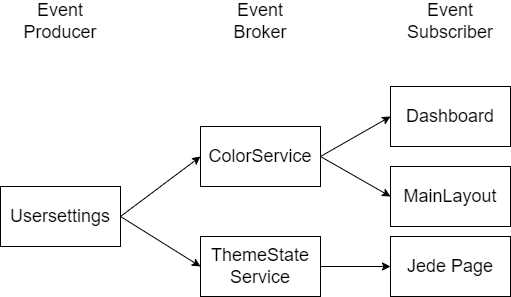 Event
Producer
Event
Broker
Event
Subscriber
Dashboard
ColorService
MainLayout
Usersettings
ThemeState
Service
Jede Page